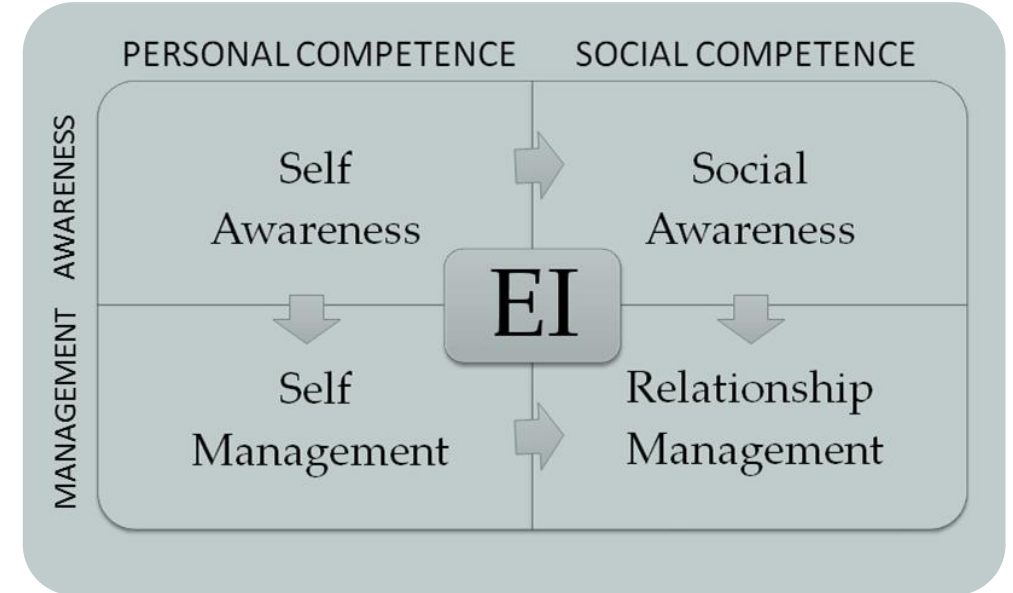 PERSONAL COMPETENCE
SOCIAL COMPETENCE
AWARENESS
Self
Awareness
Social
Awareness
EI
MANAGEMENT
Self
Management
Relationship
Management